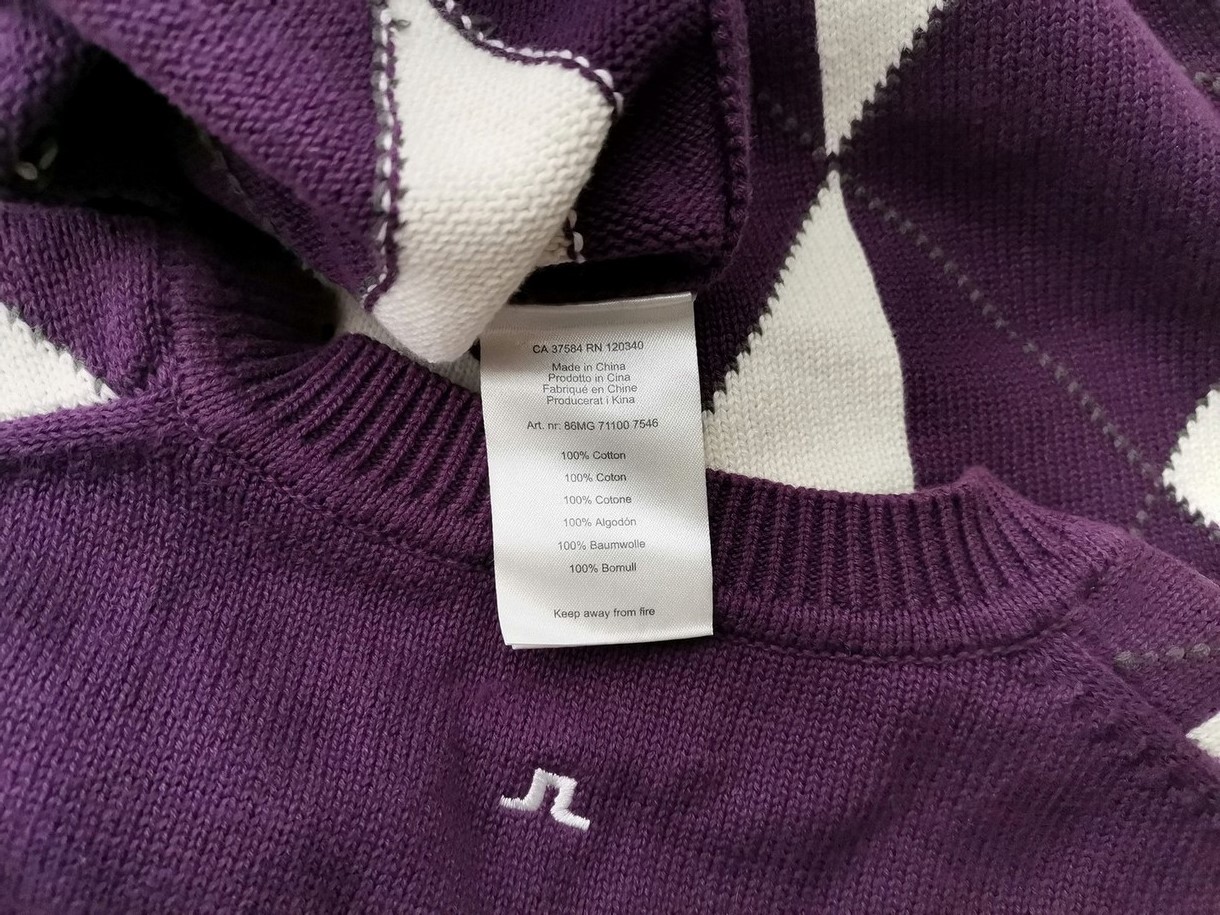 CA 37584 RN 120340
Made in China
Prodotto in Cina
Fabriqué en Chine
Producerat i Kina
Art. nr: 86MG 71100 7546
100% Cotton
100% Coton
100% Cotone
100% Algodón
100% Baumwolle
100% Bomull
Keep away from fire